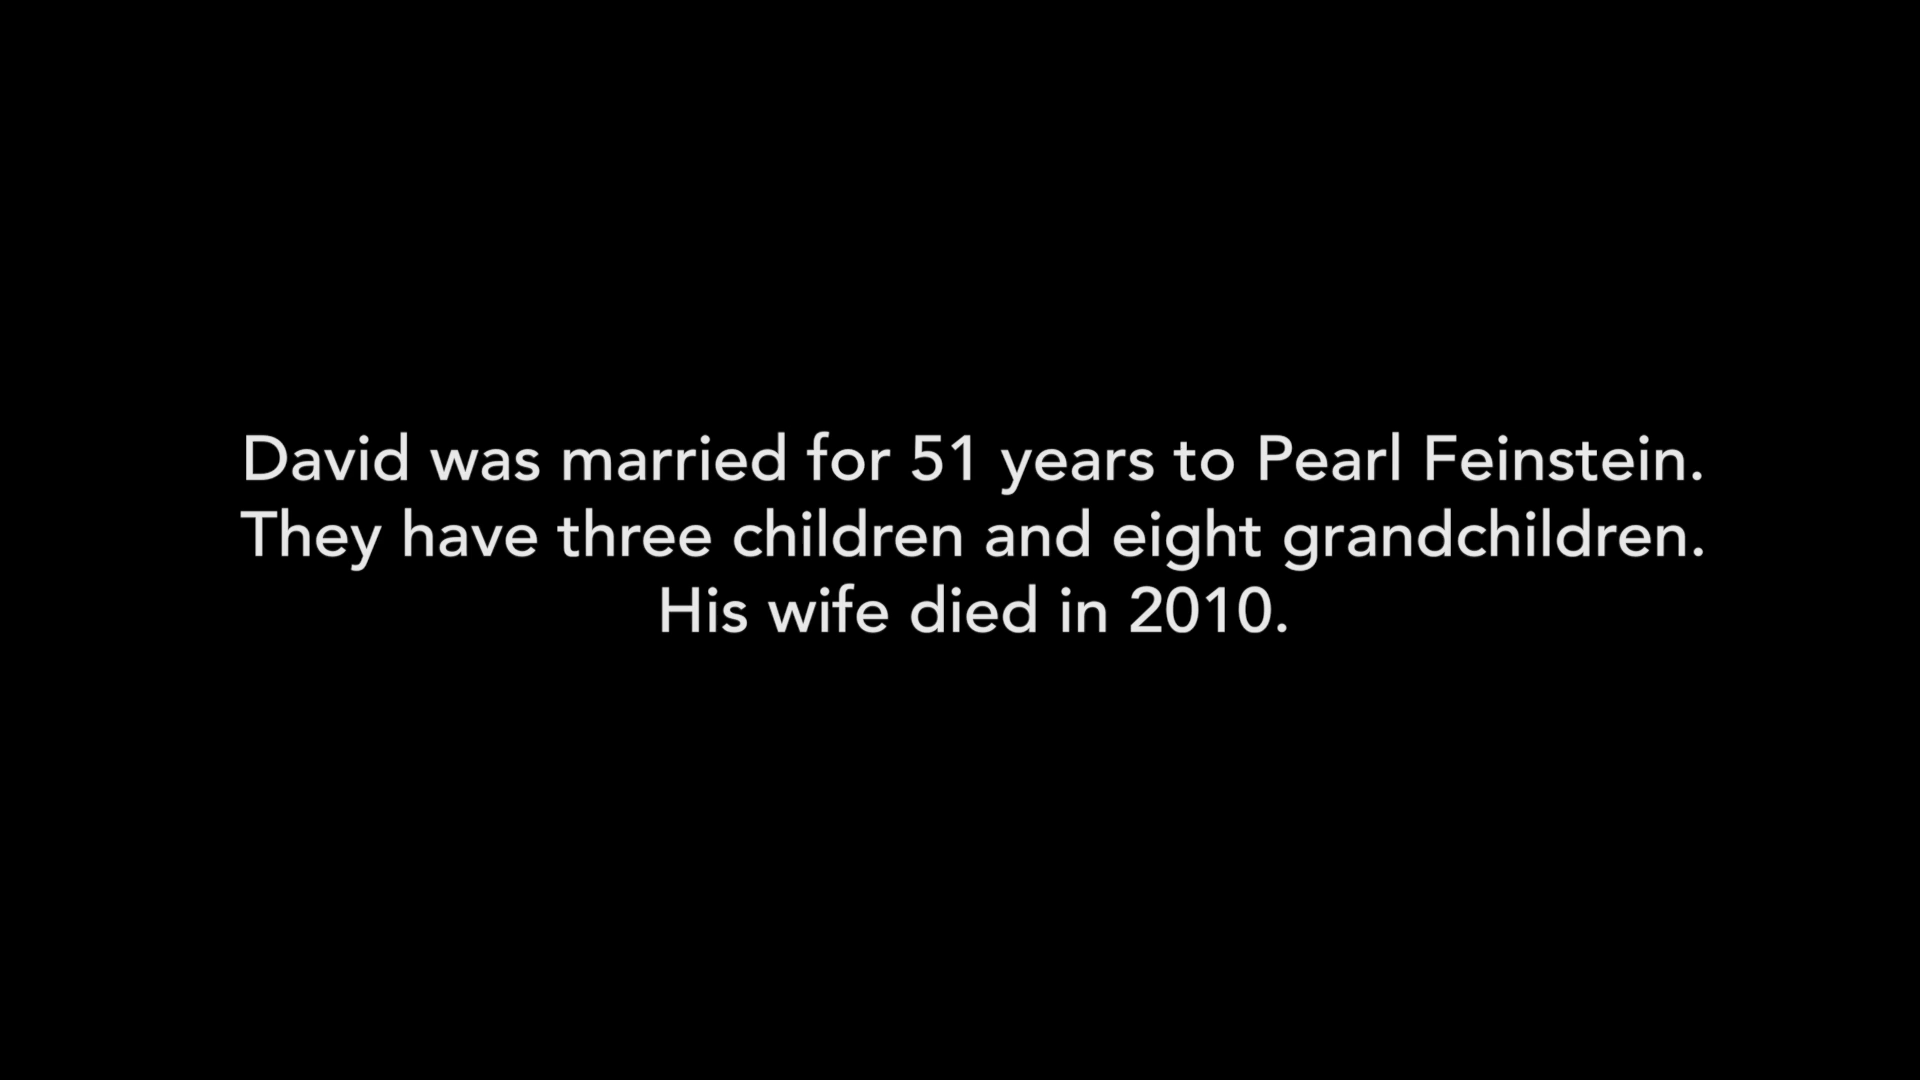 David was married for 51 years to Pearl Feinstein.
They have three children and eight grandchildren.
His wife died in 2010.